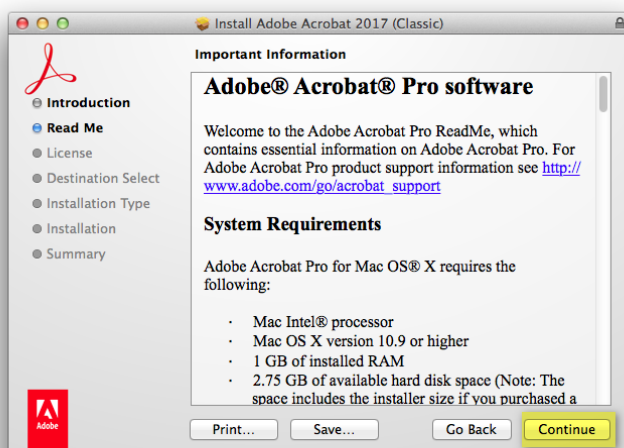 Install Adobe Acrobat 2017 (Classic)
Important Information
Introduction
Read Me
License
Destination Select
Installation Type
Installation
Summary
Adobe® Acrobat® Pro software
Welcome to the Adobe Acrobat Pro ReadMe, which
contains essential information on Adobe Acrobat Pro. For
Adobe Acrobat Pro product support information see http://
www.adobe.com/go/acrobat_support
System Requirements
Adobe Acrobat Pro for Mac OS® X requires the
following:
· Mac Intel® processor
· Mac OS X version 10.9 or higher
· 1 GB of installed RAM
· 2.75 GB of available hard disk space (Note: The
space includes the installer size if you purchased a
Adobe
Print...
Save...
Go Back
Continue